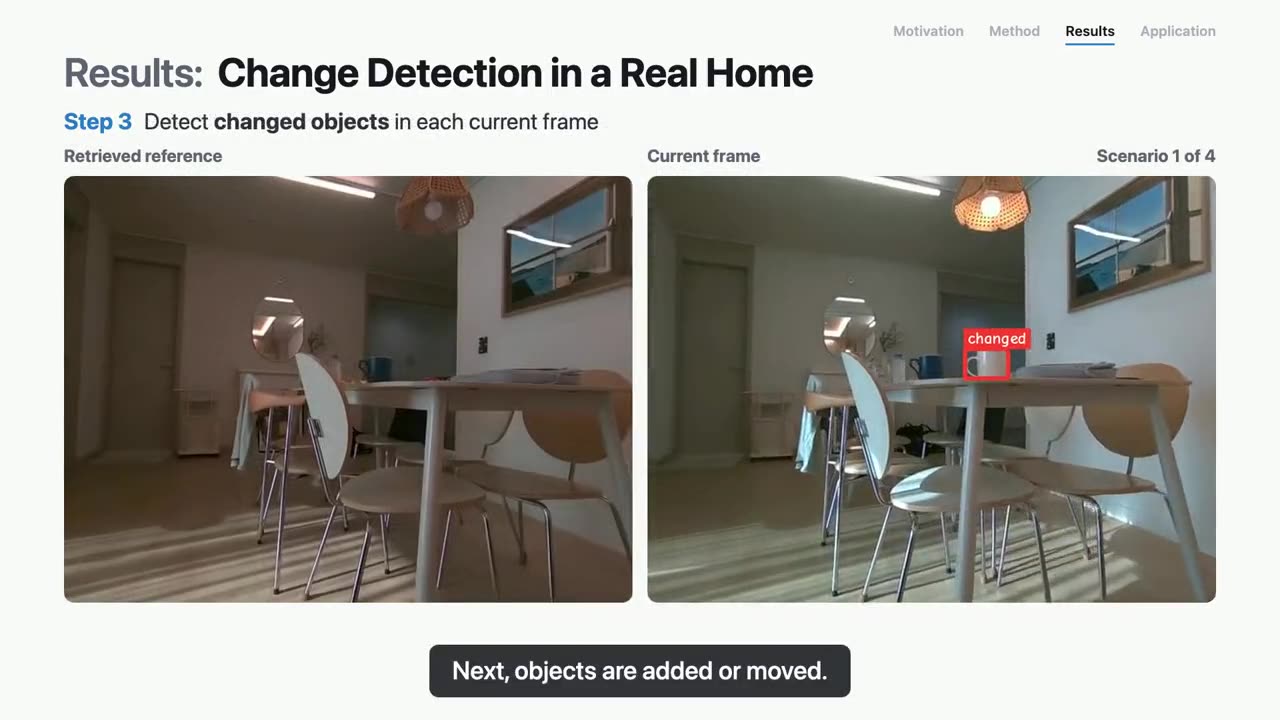 Motivation Method Results Application
Results: Change Detection in a Real Home
Step 3 Detect changed objects in each current frame
Retrieved reference
Current frame
Scenario 1 of 4
changed
Next, objects are added or moved.